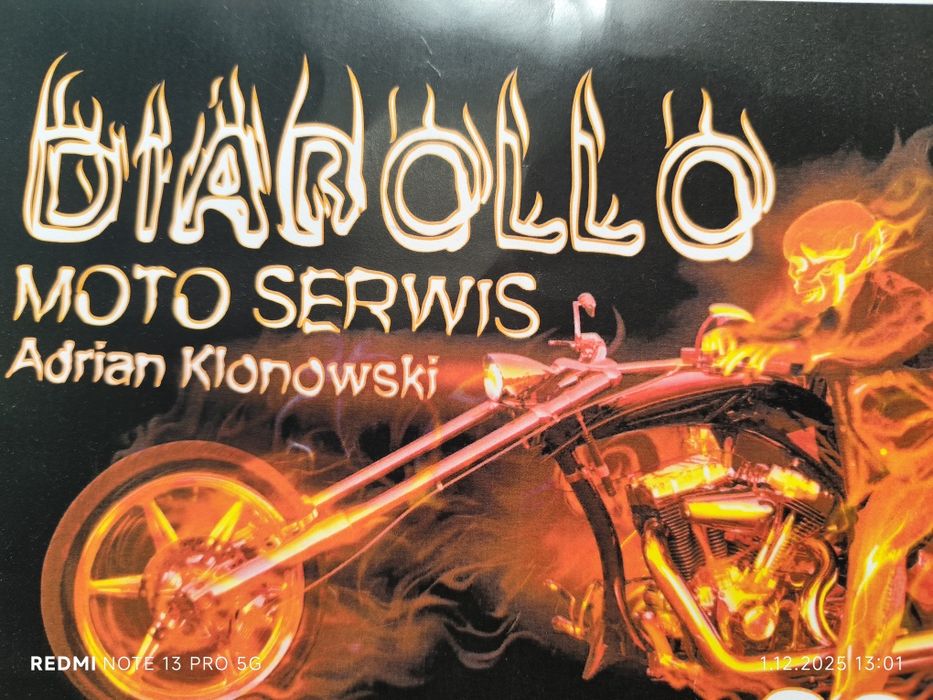 DIABOLLO
MOTO SERWIS
Adrian Klonowski
REDMI NOTE 13 PRO 5G
1.12.2025 13:01